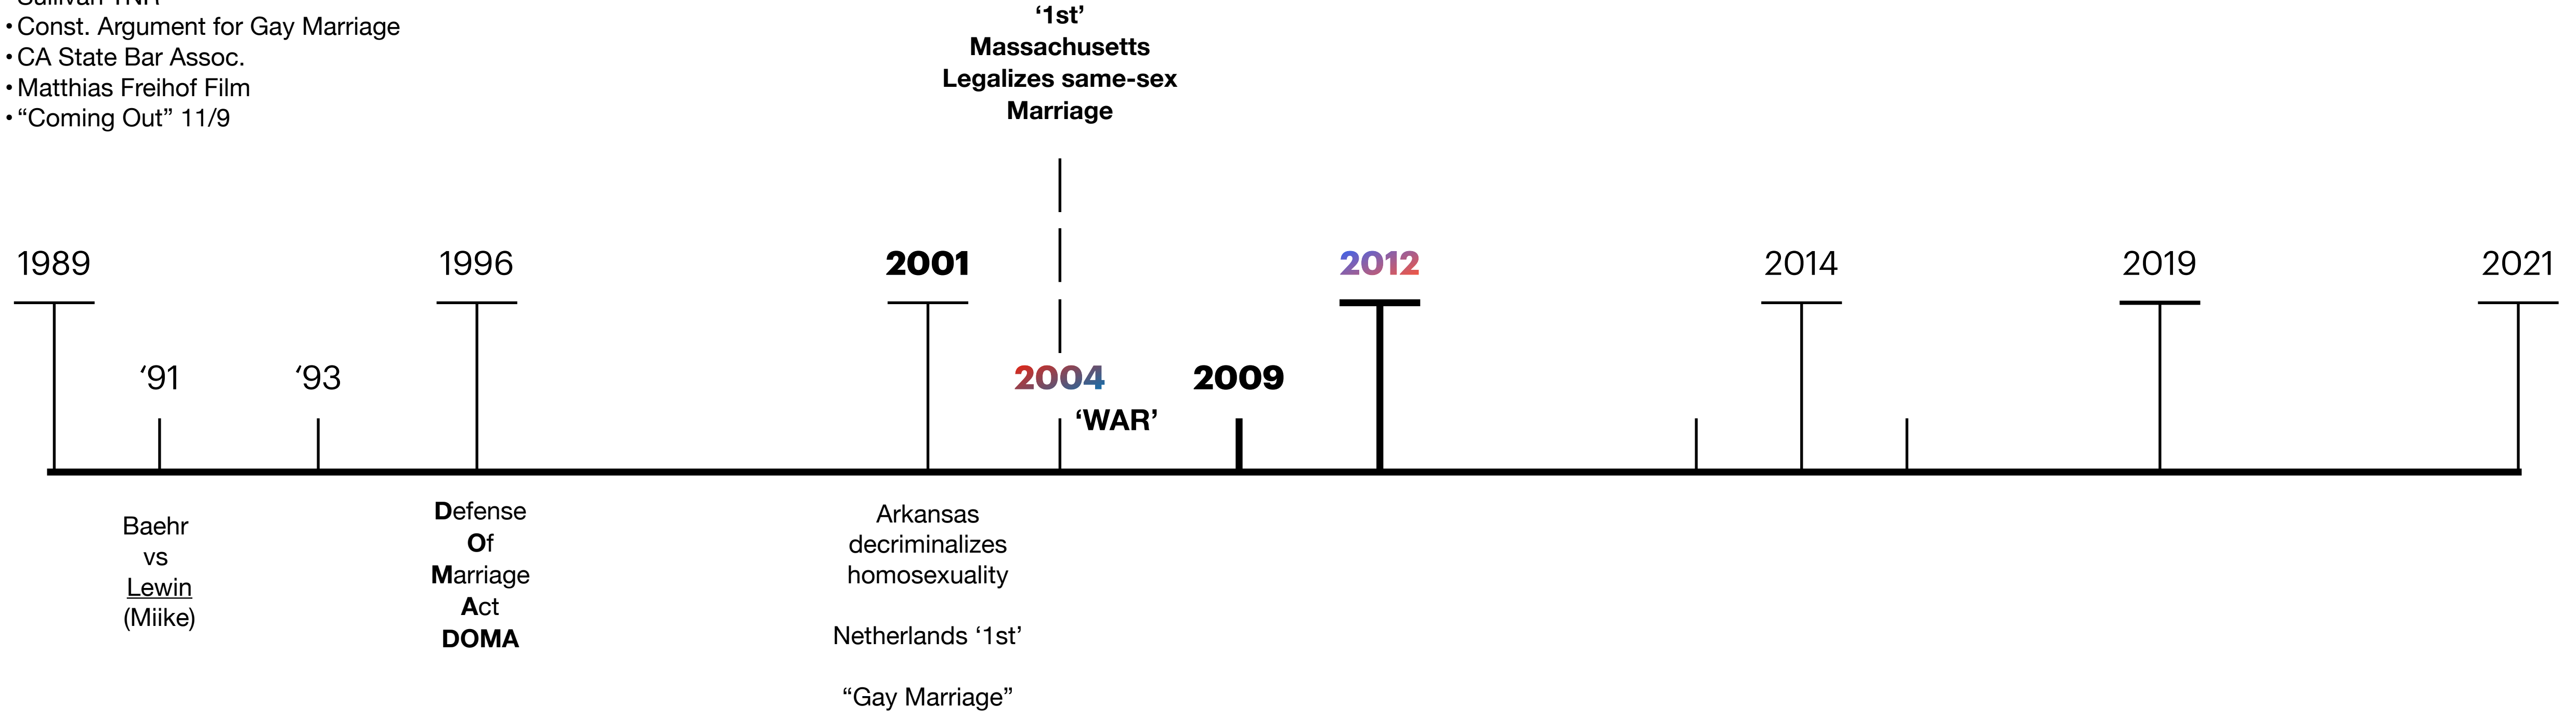 Sullivan TNR
• Const. Argument for Gay Marriage
• CA State Bar Assoc.
• Matthias Freihof Film
• “Coming Out” 11/9
‘1st’
Massachusetts
Legalizes same-sex
Marriage
1989
1996
2001
2012
2014
2019
2021
‘91
‘93
2004
2009
‘WAR’
Baehr
vs
Lewin
(Miike)
Defense
Of
Marriage
Act
DOMA
Arkansas
decriminalizes
homosexuality
Netherlands ‘1st’
“Gay Marriage”